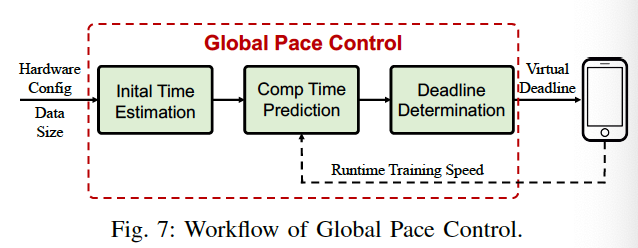 Global Pace Control
Hardware
Config
Data
Size
Inital Time
Estimation
Comp Time
Prediction
Deadline
Determination
Virtual
Deadline
Runtime Training Speed
Fig. 7: Workflow of Global Pace Control.